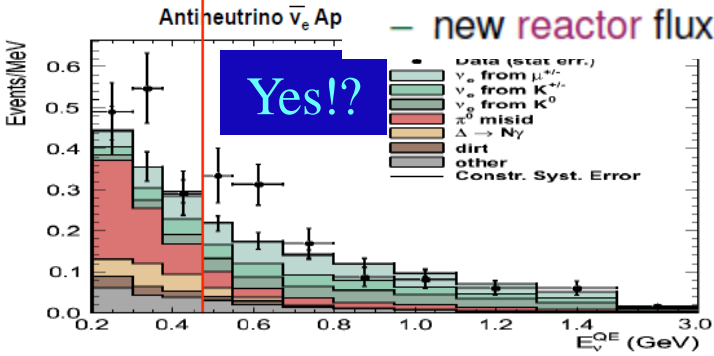 Antineutrino ν̄e Ap
– new reactor flux
Events/MeV
Yes!?
Data (stat err.)
νe from μ+/-
νe from K+/-
νe from K0
π0 misid
Δ → Nγ
dirt
other
Constr. Syst. Error
0.6
0.5
0.4
0.3
0.2
0.1
0.0
0.2 0.4 0.6 0.8 1.0 1.2 1.4 3.0
EνQE (GeV)